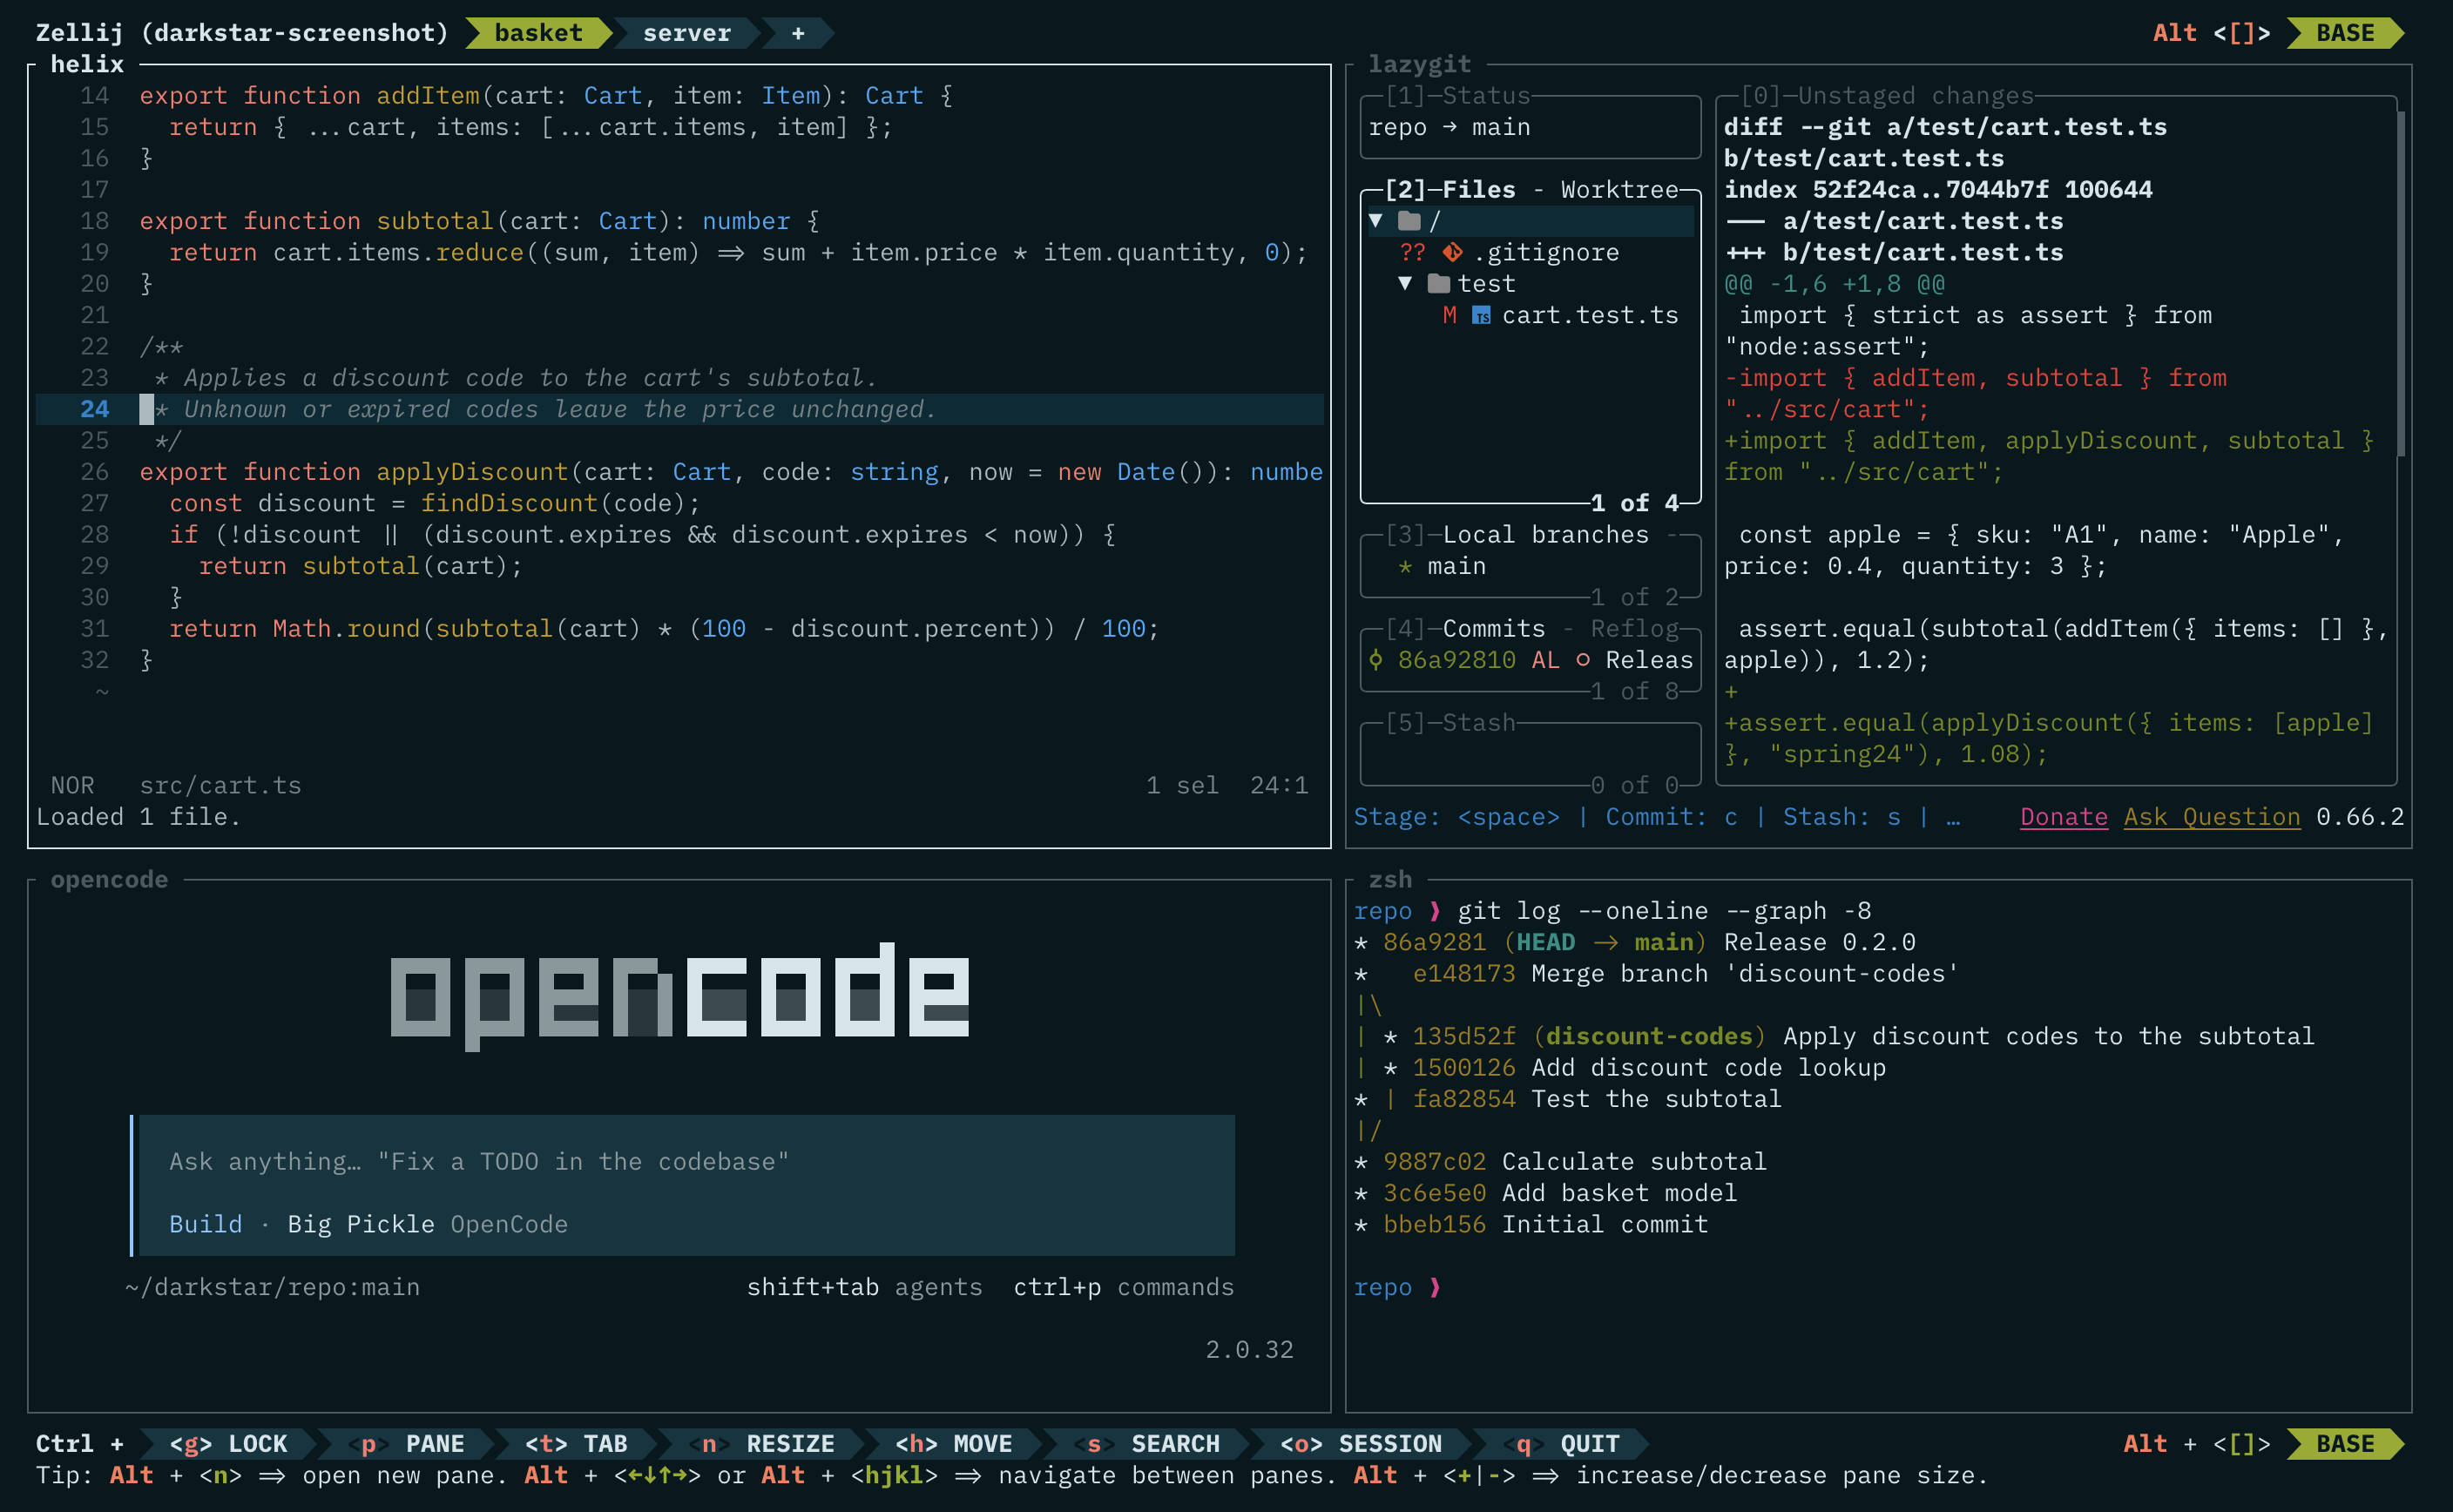 Zellij (darkstar-screenshot) basket server + Alt <[]> BASE
helix
14 export function addItem(cart: Cart, item: Item): Cart {
15 return { ...cart, items: [...cart.items, item] };
16 }
17
18 export function subtotal(cart: Cart): number {
19 return cart.items.reduce((sum, item) => sum + item.price * item.quantity, 0);
20 }
21
22 /**
23 * Applies a discount code to the cart's subtotal.
24 * Unknown or expired codes leave the price unchanged.
25 */
26 export function applyDiscount(cart: Cart, code: string, now = new Date()): numbe
27 const discount = findDiscount(code);
28 if (!discount || (discount.expires && discount.expires < now)) {
29 return subtotal(cart);
30 }
31 return Math.round(subtotal(cart) * (100 - discount.percent)) / 100;
32 }
~
NOR src/cart.ts 1 sel 24:1
Loaded 1 file.
lazygit
[1]─Status
repo → main
[2]─Files - Worktree
▼ /
?? .gitignore
▼ test
M TS cart.test.ts
1 of 4
[3]─Local branches -
* main
1 of 2
[4]─Commits - Reflog
86a92810 AL ○ Releas
1 of 8
[5]─Stash
0 of 0
[0]─Unstaged changes
diff --git a/test/cart.test.ts
b/test/cart.test.ts
index 52f24ca..7044b7f 100644
--- a/test/cart.test.ts
+++ b/test/cart.test.ts
@@ -1,6 +1,8 @@
import { strict as assert } from
"node:assert";
-import { addItem, subtotal } from
"../src/cart";
+import { addItem, applyDiscount, subtotal }
from "../src/cart";
const apple = { sku: "A1", name: "Apple",
price: 0.4, quantity: 3 };
assert.equal(subtotal(addItem({ items: [] },
apple)), 1.2);
+
+assert.equal(applyDiscount({ items: [apple]
}, "spring24"), 1.08);
Stage: <space> | Commit: c | Stash: s | … Donate Ask Question 0.66.2
opencode
opencode
Ask anything… "Fix a TODO in the codebase"
Build · Big Pickle OpenCode
~/darkstar/repo:main shift+tab agents ctrl+p commands
2.0.32
zsh
repo ❱ git log --oneline --graph -8
* 86a9281 (HEAD -> main) Release 0.2.0
*   e148173 Merge branch 'discount-codes'
|\
| * 135d52f (discount-codes) Apply discount codes to the subtotal
| * 1500126 Add discount code lookup
* | fa82854 Test the subtotal
|/
* 9887c02 Calculate subtotal
* 3c6e5e0 Add basket model
* bbeb156 Initial commit
repo ❱
Ctrl + <g> LOCK <p> PANE <t> TAB <n> RESIZE <h> MOVE <s> SEARCH <o> SESSION <q> QUIT Alt + <[]> BASE
Tip: Alt + <n> => open new pane. Alt + <←↓↑→> or Alt + <hjkl> => navigate between panes. Alt + <+|-> => increase/decrease pane size.